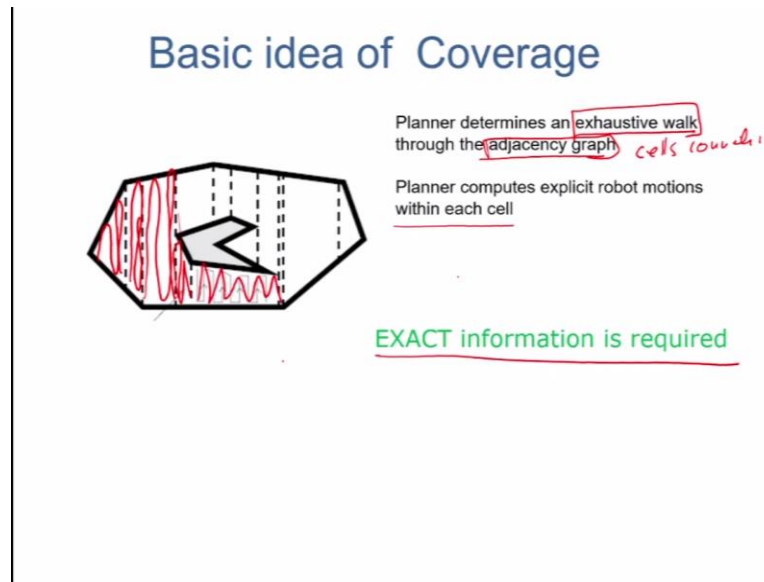 Basic idea of Coverage
Planner determines an exhaustive walk
through the adjacency graph cells
Planner computes explicit robot motions
within each cell
EXACT information is required